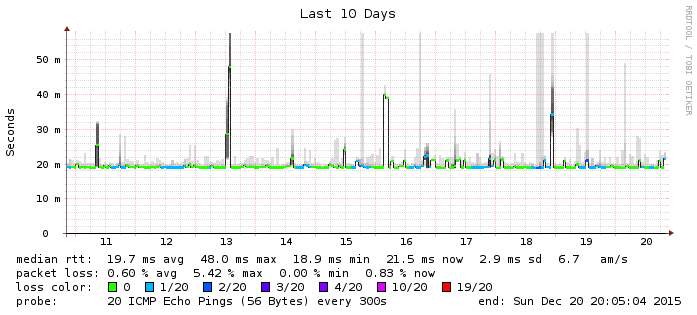 Last 10 Days
RRDTOOL / TOBI OETIKER
Seconds
50 m
40 m
30 m
20 m
10 m
0
11 12 13 14 15 16 17 18 19 20
median rtt: 19.7 ms avg 48.0 ms max 18.9 ms min 21.5 ms now 2.9 ms sd 6.7 am/s
packet loss: 0.60 % avg 5.42 % max 0.00 % min 0.83 % now
loss color: 0 1/20 2/20 3/20 4/20 10/20 19/20
probe: 20 ICMP Echo Pings (56 Bytes) every 300s end: Sun Dec 20 20:05:04 2015